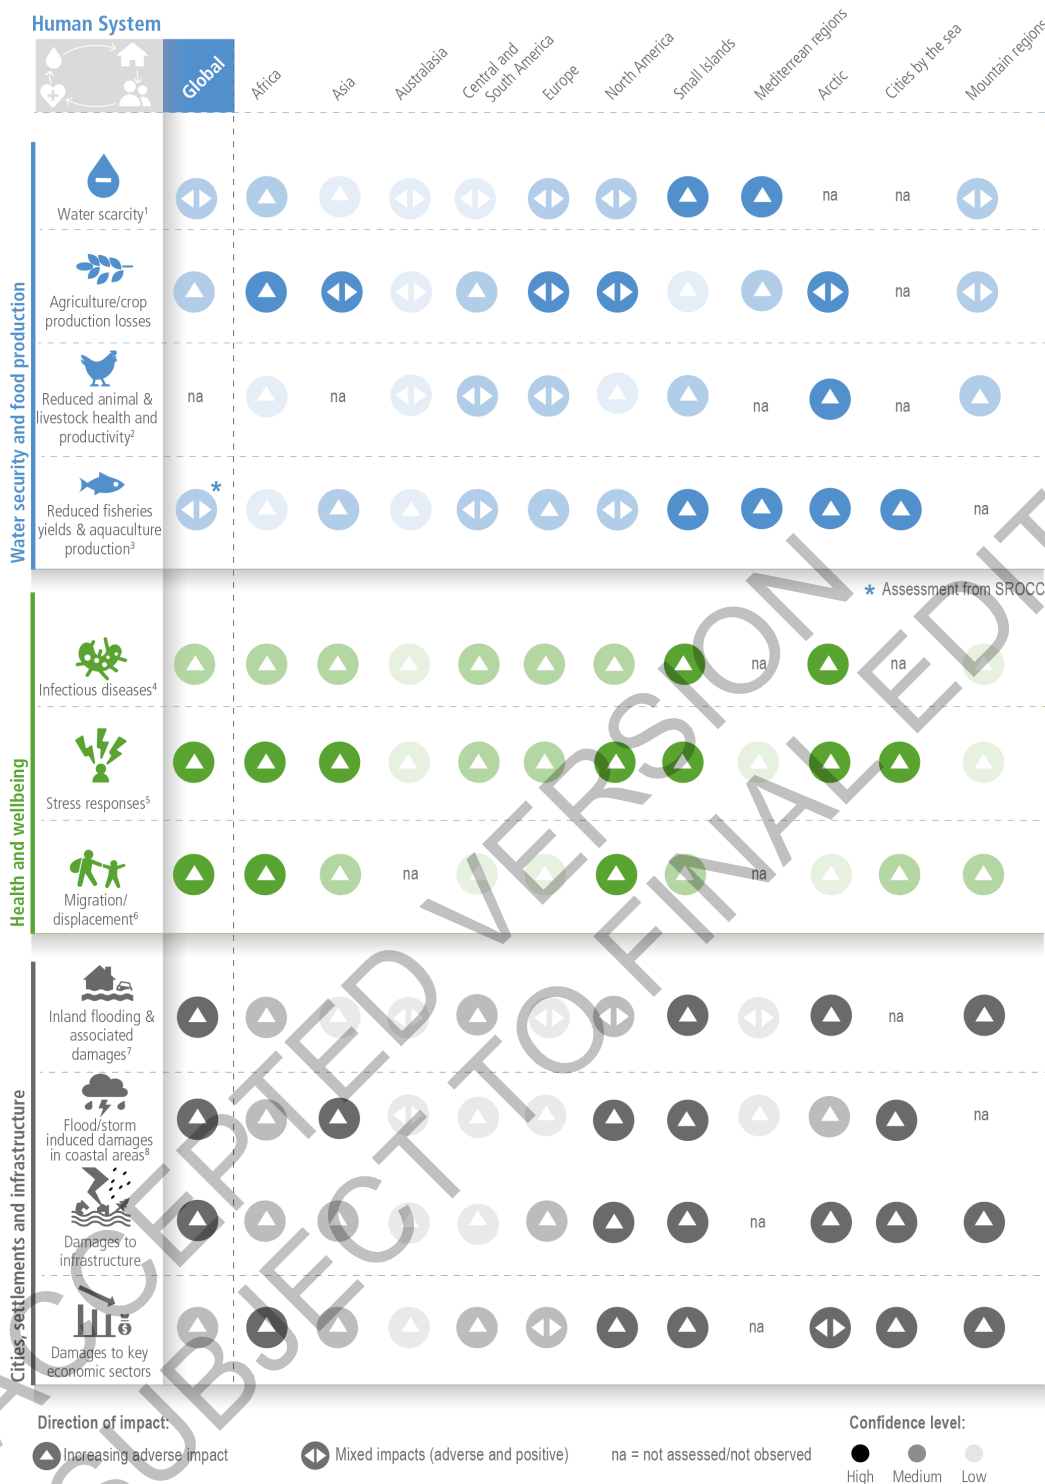 Human System
Global
Africa
Asia
Australasia
Central and
South America
Europe
North America
Small Islands
Mediterrean regions
Arctic
Cities by the sea
Mountain regions
Water security and food production
Water scarcity1
na
na
Agriculture/crop
production losses
na
Reduced animal &
livestock health and
productivity2
na
na
na
na
Reduced fisheries
yields & aquaculture
production3
*
na
* Assessment from SROCC
Health and wellbeing
Infectious diseases4
na
na
Stress responses5
Migration/
displacement6
na
na
Cities, settlements and infrastructure
Inland flooding &
associated
damages7
na
Flood/storm
induced damages
in coastal areas8
na
Damages to
infrastructure
na
$
Damages to key
economic sectors
na
Direction of impact:
Increasing adverse impact
Mixed impacts (adverse and positive)
na = not assessed/not observed
Confidence level:
High
Medium
Low
ACCEPTED VERSION
SUBJECT TO FINAL EDIT